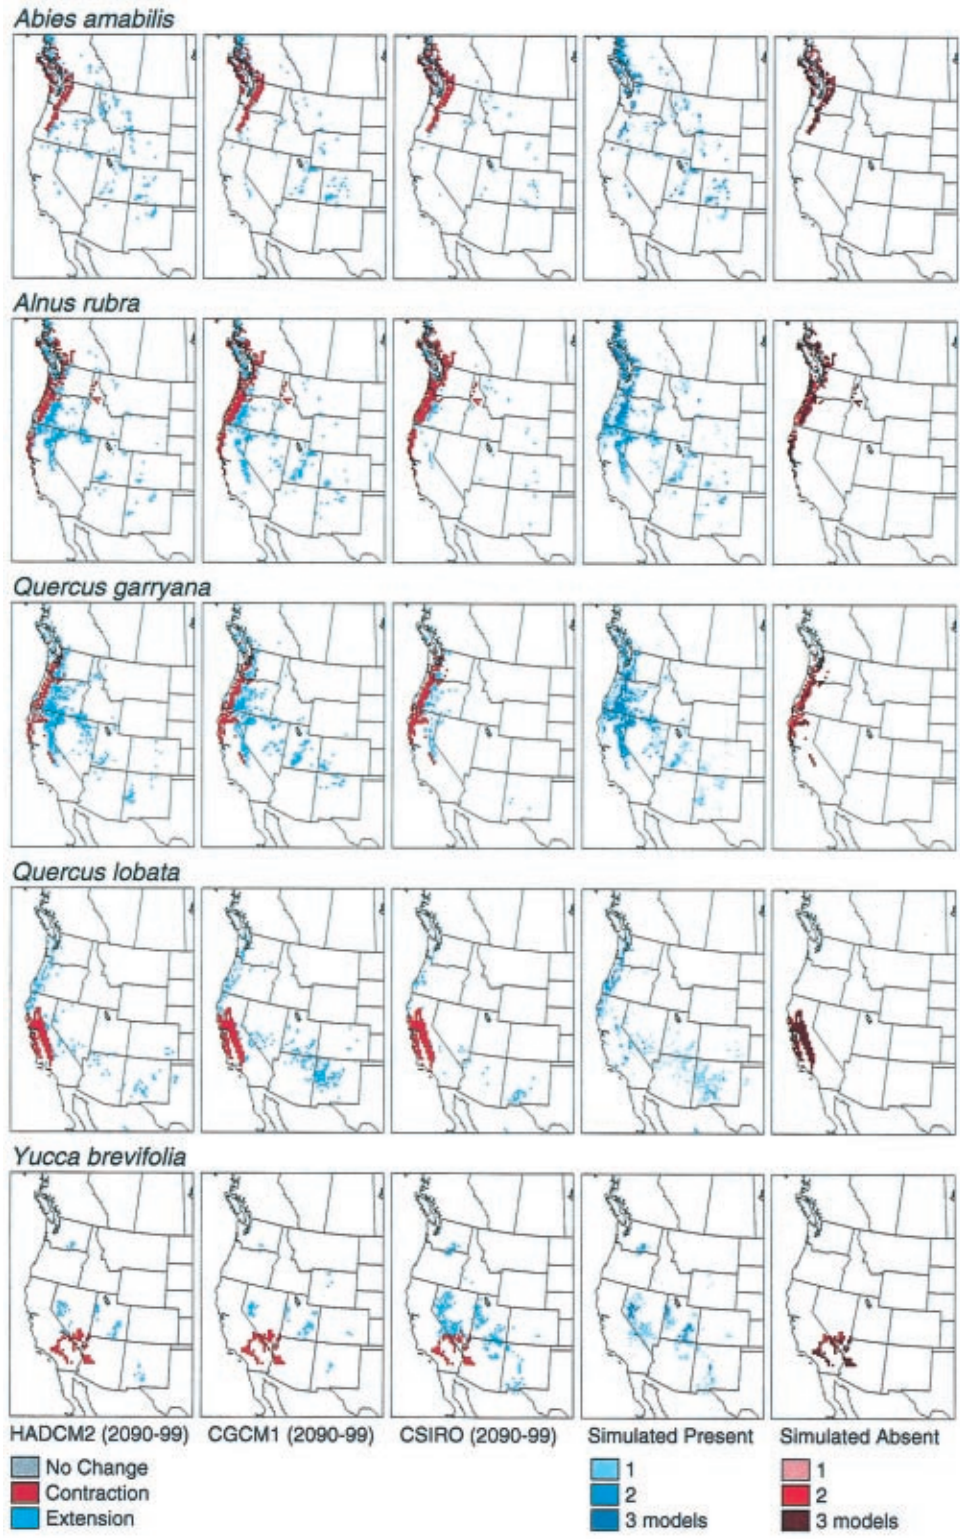 Abies amabilis
Alnus rubra
Quercus garryana
Quercus lobata
Yucca brevifolia
HADCM2 (2090-99) CGCM1 (2090-99) CSIRO (2090-99) Simulated Present Simulated Absent
No Change 1 1
Contraction 2 2
Extension 3 models 3 models